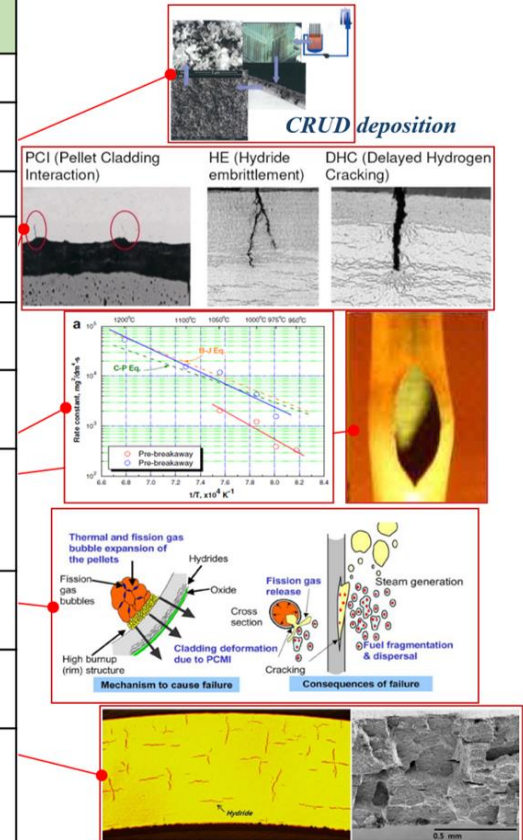 CRUD deposition
PCI (Pellet Cladding
Interaction)
HE (Hydride
embrittlement)
DHC (Delayed Hydrogen
Cracking)
a
1200°C
1100°C
1050°C
1000°C
975°C
950°C
B-J Eq.
C-P Eq.
Rate constant, mg²/dm⁴-s
10⁵
10⁴
10³
10²
Pre-breakaway
Pre-breakaway
6.6 6.8 7.0 7.2 7.4 7.6 7.8 8.0 8.2 8.4
1/T, x10⁴ K⁻¹
Thermal and fission gas
bubble expansion of
the pellets
Hydrides
Fission
gas
bubbles
Oxide
Cladding deformation
due to PCMI
High burnup
(rim) structure
Mechanism to cause failure
Fission gas
release
Steam generation
Cross
section
Fuel fragmentation
& dispersal
Cracking
Consequences of failure
Hydride
0.5 mm